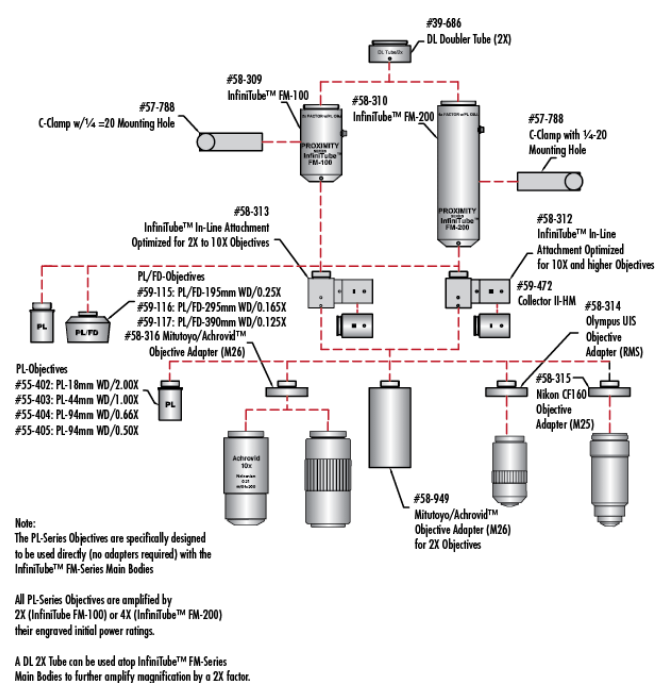 #39-686
DL Doubler Tube (2X)
DL Tube/2x
#58-309
InfiniTube™ FM-100
#58-310
InfiniTube™ FM-200
#57-788
C-Clamp w/¼ =20 Mounting Hole
#57-788
C-Clamp with ¼-20
Mounting Hole
PROXIMITY
InfiniTube™
FM-100
PROXIMITY
InfiniTube™
FM-200
#58-313
InfiniTube™ In-Line Attachment
Optimized for 2X to 10X Objectives
#58-312
InfiniTube™ In-Line
Attachment Optimized
for 10X and higher Objectives
#59-472
Collector II-HM
PL
PL/FD
PL/FD-Objectives
#59-115: PL/FD-195mm WD/0.25X
#59-116: PL/FD-295mm WD/0.165X
#59-117: PL/FD-390mm WD/0.125X
#58-316 Mitutoyo/Achrovid™
Objective Adapter (M26)
#58-314
Olympus UIS
Objective
Adapter (RMS)
PL-Objectives
#55-402: PL-18mm WD/2.00X
#55-403: PL-44mm WD/1.00X
#55-404: PL-94mm WD/0.66X
#55-405: PL-94mm WD/0.50X
PL
#58-315
Nikon CF160
Objective
Adapter (M25)
Achrovid
10x
#58-949
Mitutoyo/Achrovid™
Objective Adapter (M26)
for 2X Objectives
Note:
The PL-Series Objectives are specifically designed
to be used directly (no adapters required) with the
InfiniTube™ FM-Series Main Bodies
All PL-Series Objectives are amplified by
2X (InfiniTube FM-100) or 4X (InfiniTube™ FM-200)
their engraved initial power ratings.
A DL 2X Tube can be used atop InfiniTube™ FM-Series
Main Bodies to further amplify magnification by a 2X factor.